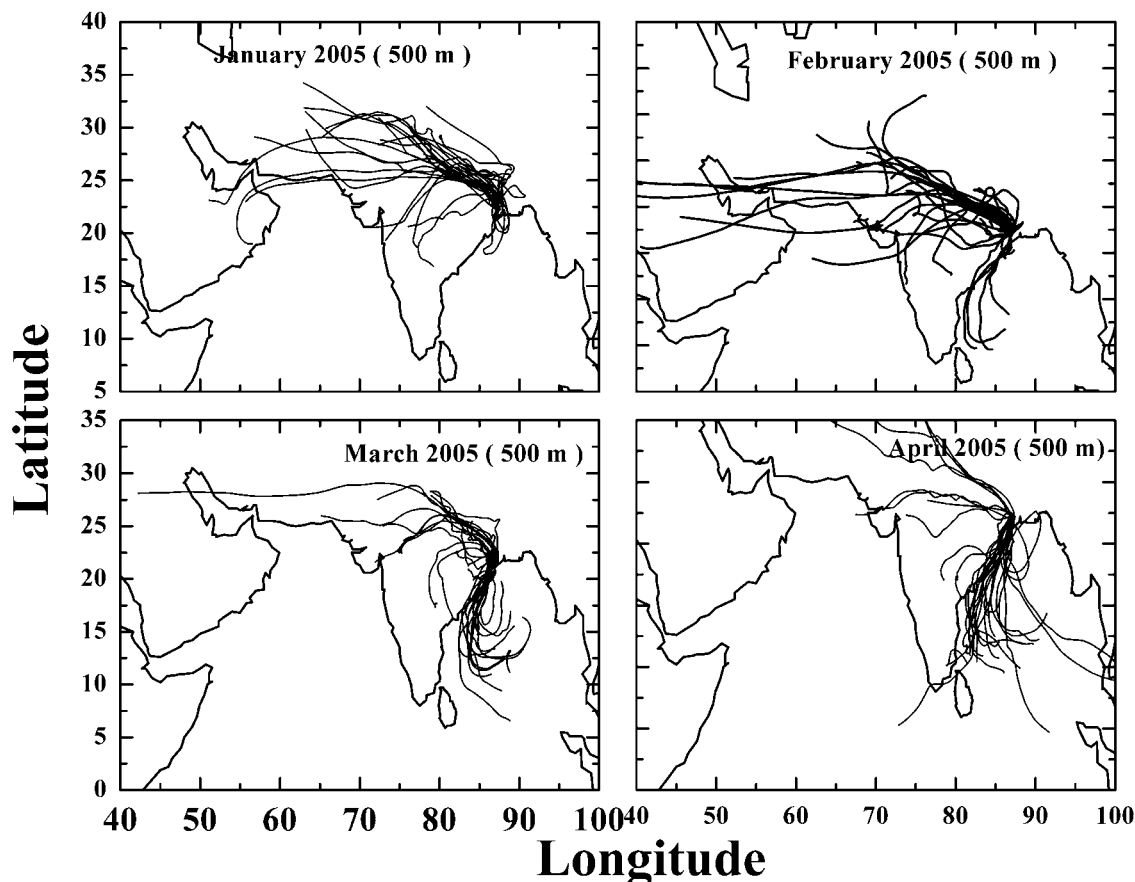 January 2005 ( 500 m )
February 2005 ( 500 m )
40
35
30
25
20
15
10
5
March 2005 ( 500 m )
April 2005 ( 500 m)
35
30
25
20
15
10
5
0
40 50 60 70 80 90 100
40 50 60 70 80 90 100
Latitude
Longitude